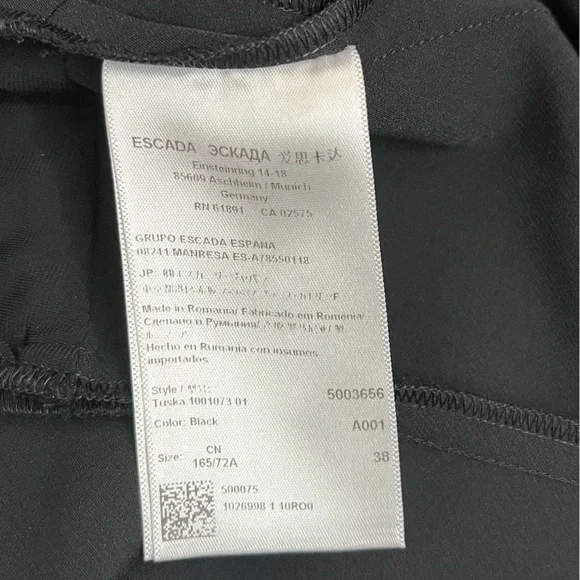 ESCADA ЭСКАДА 爱思卡达
Einsteinring 14-18
85609 Aschheim / Munich
Germany
RN 61891 CA 02575
GRUPO ESCADA ESPANA
08241 MANRESA ES-A78550118
JP:
Made in Romania/ Fabricado em Romênia/
Сделано в Румынии/
Hecho en Rumania con insumos
importados
Style /
5003656
Tuska 1001073 01
Color: Black A001
Size: CN 38
165/72A
500075
1026998 1 10RO0